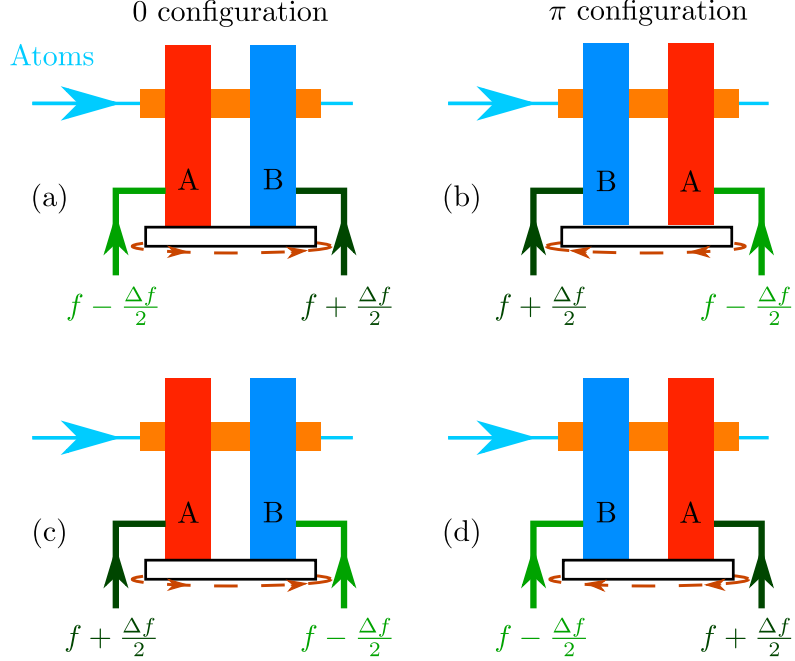 0 configuration π configuration
Atoms
(a) A B (b) B A
f − Δf/2 f + Δf/2 f + Δf/2 f − Δf/2
(c) A B (d) B A
f + Δf/2 f − Δf/2 f − Δf/2 f + Δf/2